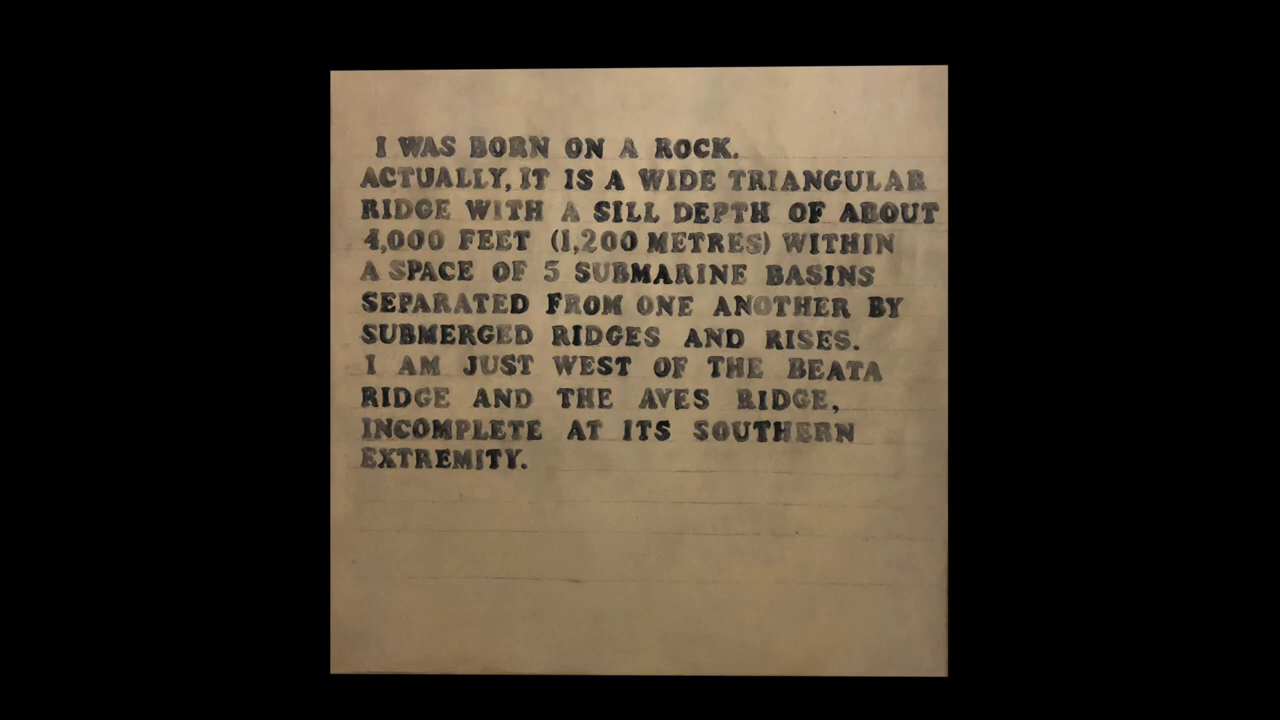 I WAS BORN ON A ROCK.
ACTUALLY, IT IS A WIDE TRIANGULAR
RIDGE WITH A SILL DEPTH OF ABOUT
4,000 FEET (1,200 METRES) WITHIN
A SPACE OF 5 SUBMARINE BASINS
SEPARATED FROM ONE ANOTHER BY
SUBMERGED RIDGES AND RISES.
I AM JUST WEST OF THE BEATA
RIDGE AND THE AVES RIDGE,
INCOMPLETE AT ITS SOUTHERN
EXTREMITY.